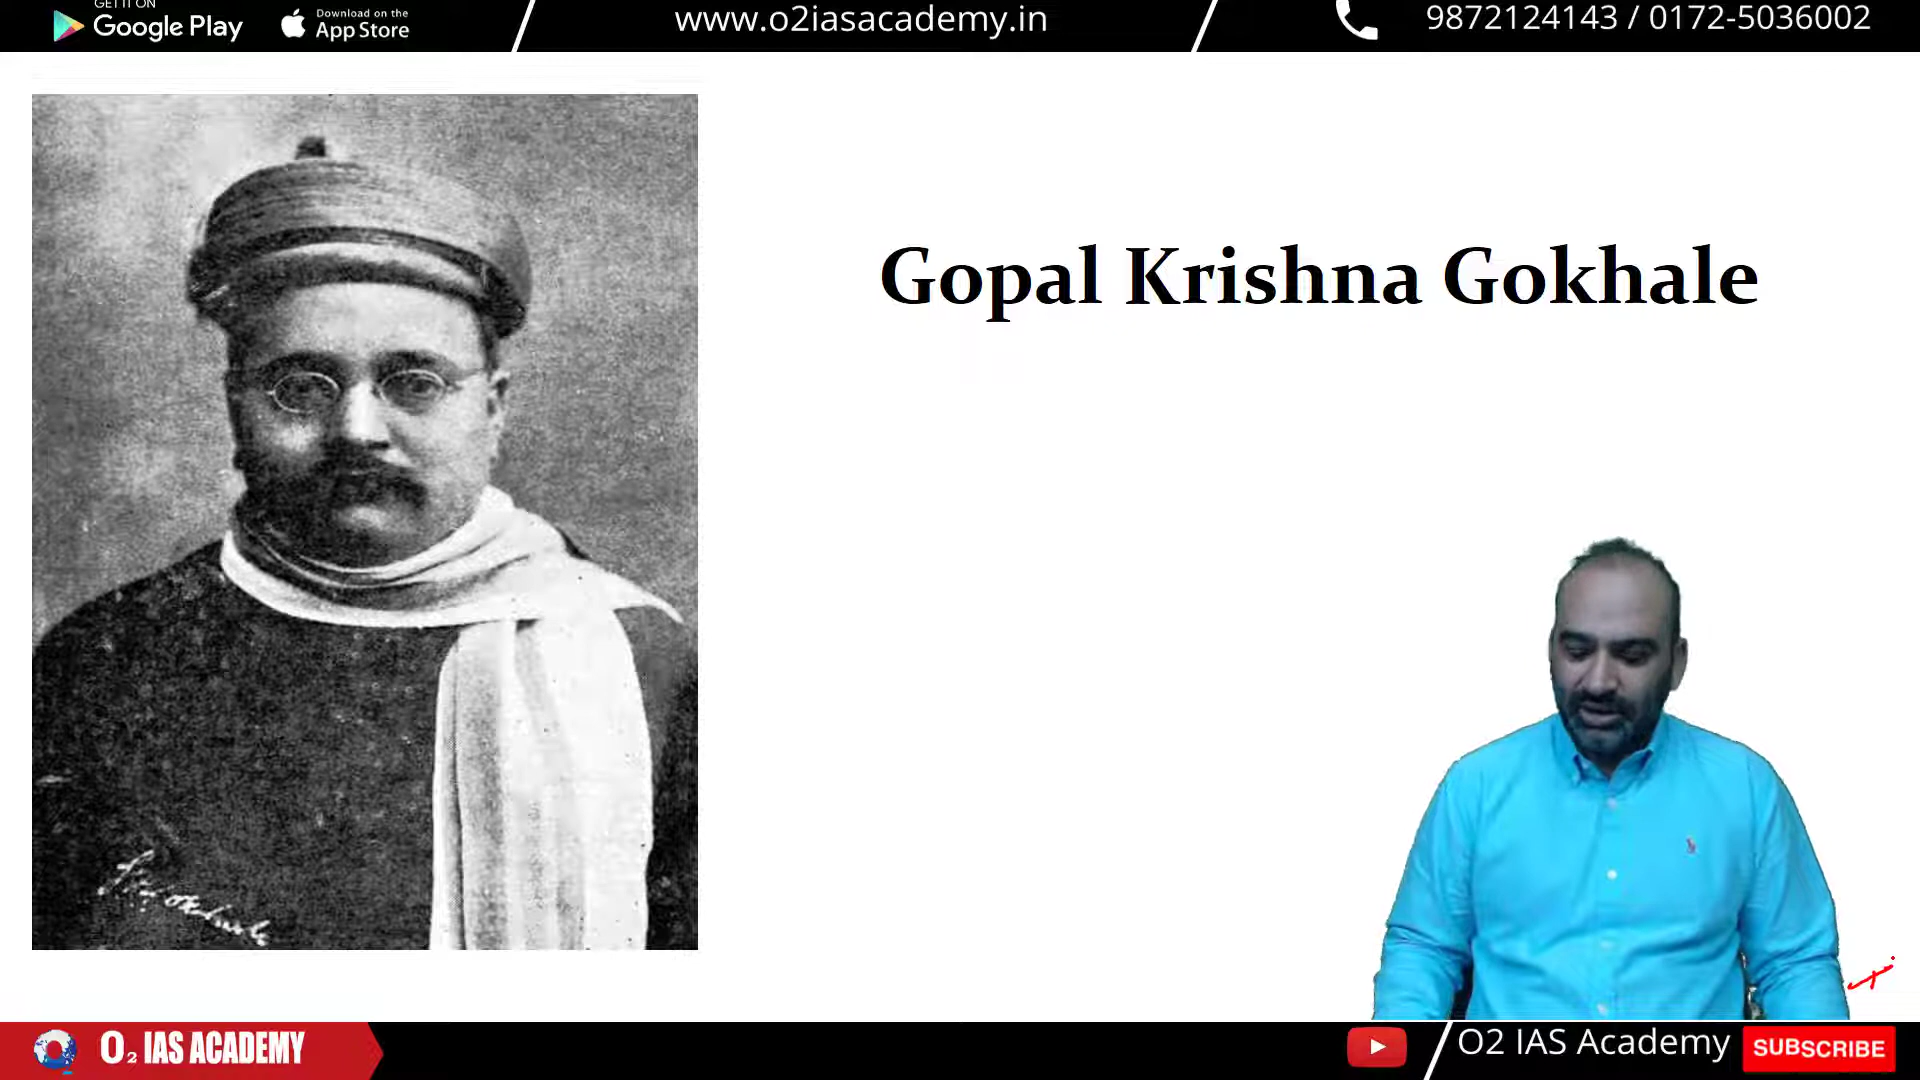 GET IT ON
Google Play
Download on the
App Store
www.o2iasacademy.in
9872124143 / 0172-5036002
Gopal Krishna Gokhale
O2 IAS ACADEMY
O2 IAS Academy
SUBSCRIBE